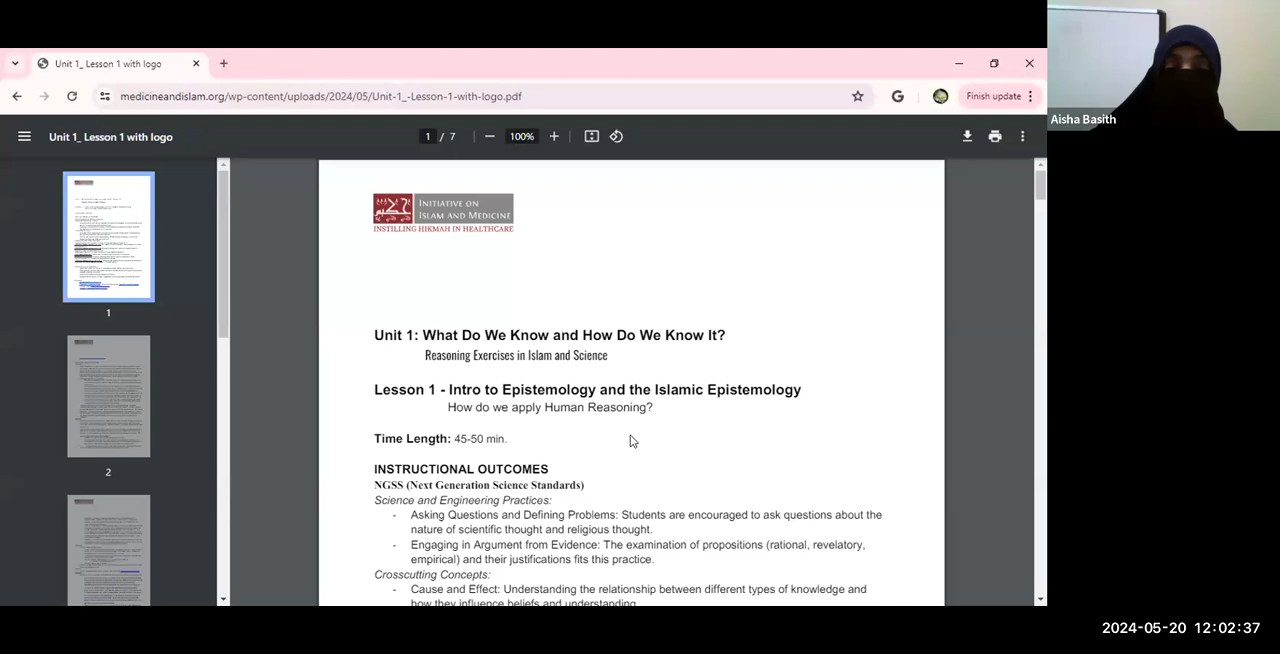 Unit 1_ Lesson 1 with logo
medicineandislam.org/wp-content/uploads/2024/05/Unit-1_-Lesson-1-with-logo.pdf
Finish update
Unit 1_ Lesson 1 with logo
1 / 7
100%
Aisha Basith
1
2
INITIATIVE ON
ISLAM AND MEDICINE
INSTILLING HIKMAH IN HEALTHCARE
Unit 1: What Do We Know and How Do We Know It?
Reasoning Exercises in Islam and Science
Lesson 1 - Intro to Epistemology and the Islamic Epistemology
How do we apply Human Reasoning?
Time Length: 45-50 min.
INSTRUCTIONAL OUTCOMES
NGSS (Next Generation Science Standards)
Science and Engineering Practices:
- Asking Questions and Defining Problems: Students are encouraged to ask questions about the
nature of scientific thought and religious thought.
- Engaging in Argument from Evidence: The examination of propositions (rational, revelatory,
empirical) and their justifications fits this practice.
Crosscutting Concepts:
- Cause and Effect: Understanding the relationship between different types of knowledge and
how they influence beliefs and understanding.
2024-05-20 12:02:37